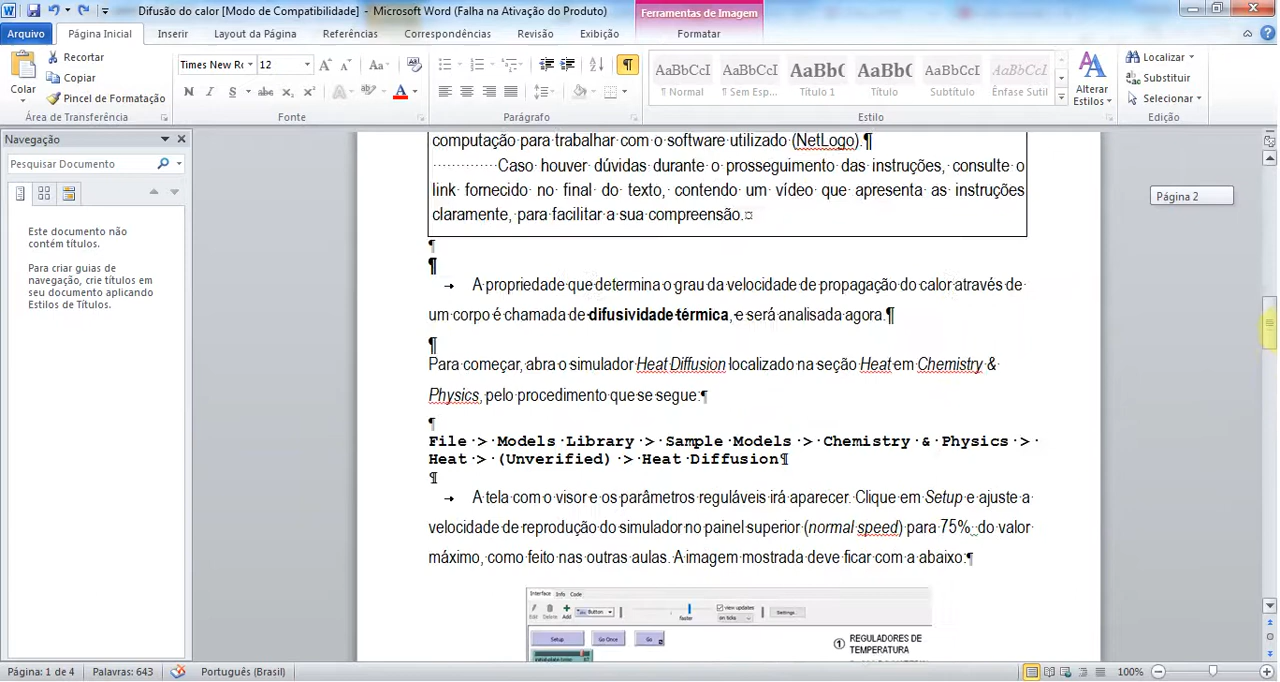 Difusão do calor [Modo de Compatibilidade] - Microsoft Word (Falha na Ativação do Produto)
Ferramentas de Imagem
Arquivo Página Inicial Inserir Layout da Página Referências Correspondências Revisão Exibição Formatar
Colar
Recortar
Copiar
Pincel de Formatação
Área de Transferência
Times New Rc 12
N I S abc x₂ x² A ab A
Fonte
Parágrafo
AaBbCcI AaBbCcI AaBbC AaBbC AaBbCcI AaBbCcI
¶ Normal ¶ Sem Esp... Título 1 Título Subtítulo Ênfase Sutil
Alterar
Estilos
Estilo
Localizar
Substituir
Selecionar
Edição
Navegação
Pesquisar Documento
Este documento não
contém títulos.
Para criar guias de
navegação, crie títulos em
seu documento aplicando
Estilos de Títulos.
Página 2
computação para trabalhar com o software utilizado (NetLogo).¶
Caso houver dúvidas durante o prosseguimento das instruções, consulte o
link fornecido no final do texto, contendo um vídeo que apresenta as instruções
claramente, para facilitar a sua compreensão.¤
¶
¶
→ A propriedade que determina o grau da velocidade de propagação do calor através de
um corpo é chamada de difusividade térmica, e será analisada agora.¶
¶
Para começar, abra o simulador Heat Diffusion localizado na seção Heat em Chemistry &
Physics, pelo procedimento que se segue:¶
¶
File > Models Library > Sample Models > Chemistry & Physics >
Heat > (Unverified) > Heat Diffusion¶
¶
→ A tela com o visor e os parâmetros reguláveis irá aparecer. Clique em Setup e ajuste a
velocidade de reprodução do simulador no painel superior (normal speed) para 75% do valor
máximo, como feito nas outras aulas. A imagem mostrada deve ficar com a abaixo:¶
Interface Info Code
Edit Delete Add Button faster view updates on ticks Settings...
Setup Go Once Go
1 REGULADORES DE
TEMPERATURA
Página: 1 de 4 Palavras: 643 Português (Brasil) 100%